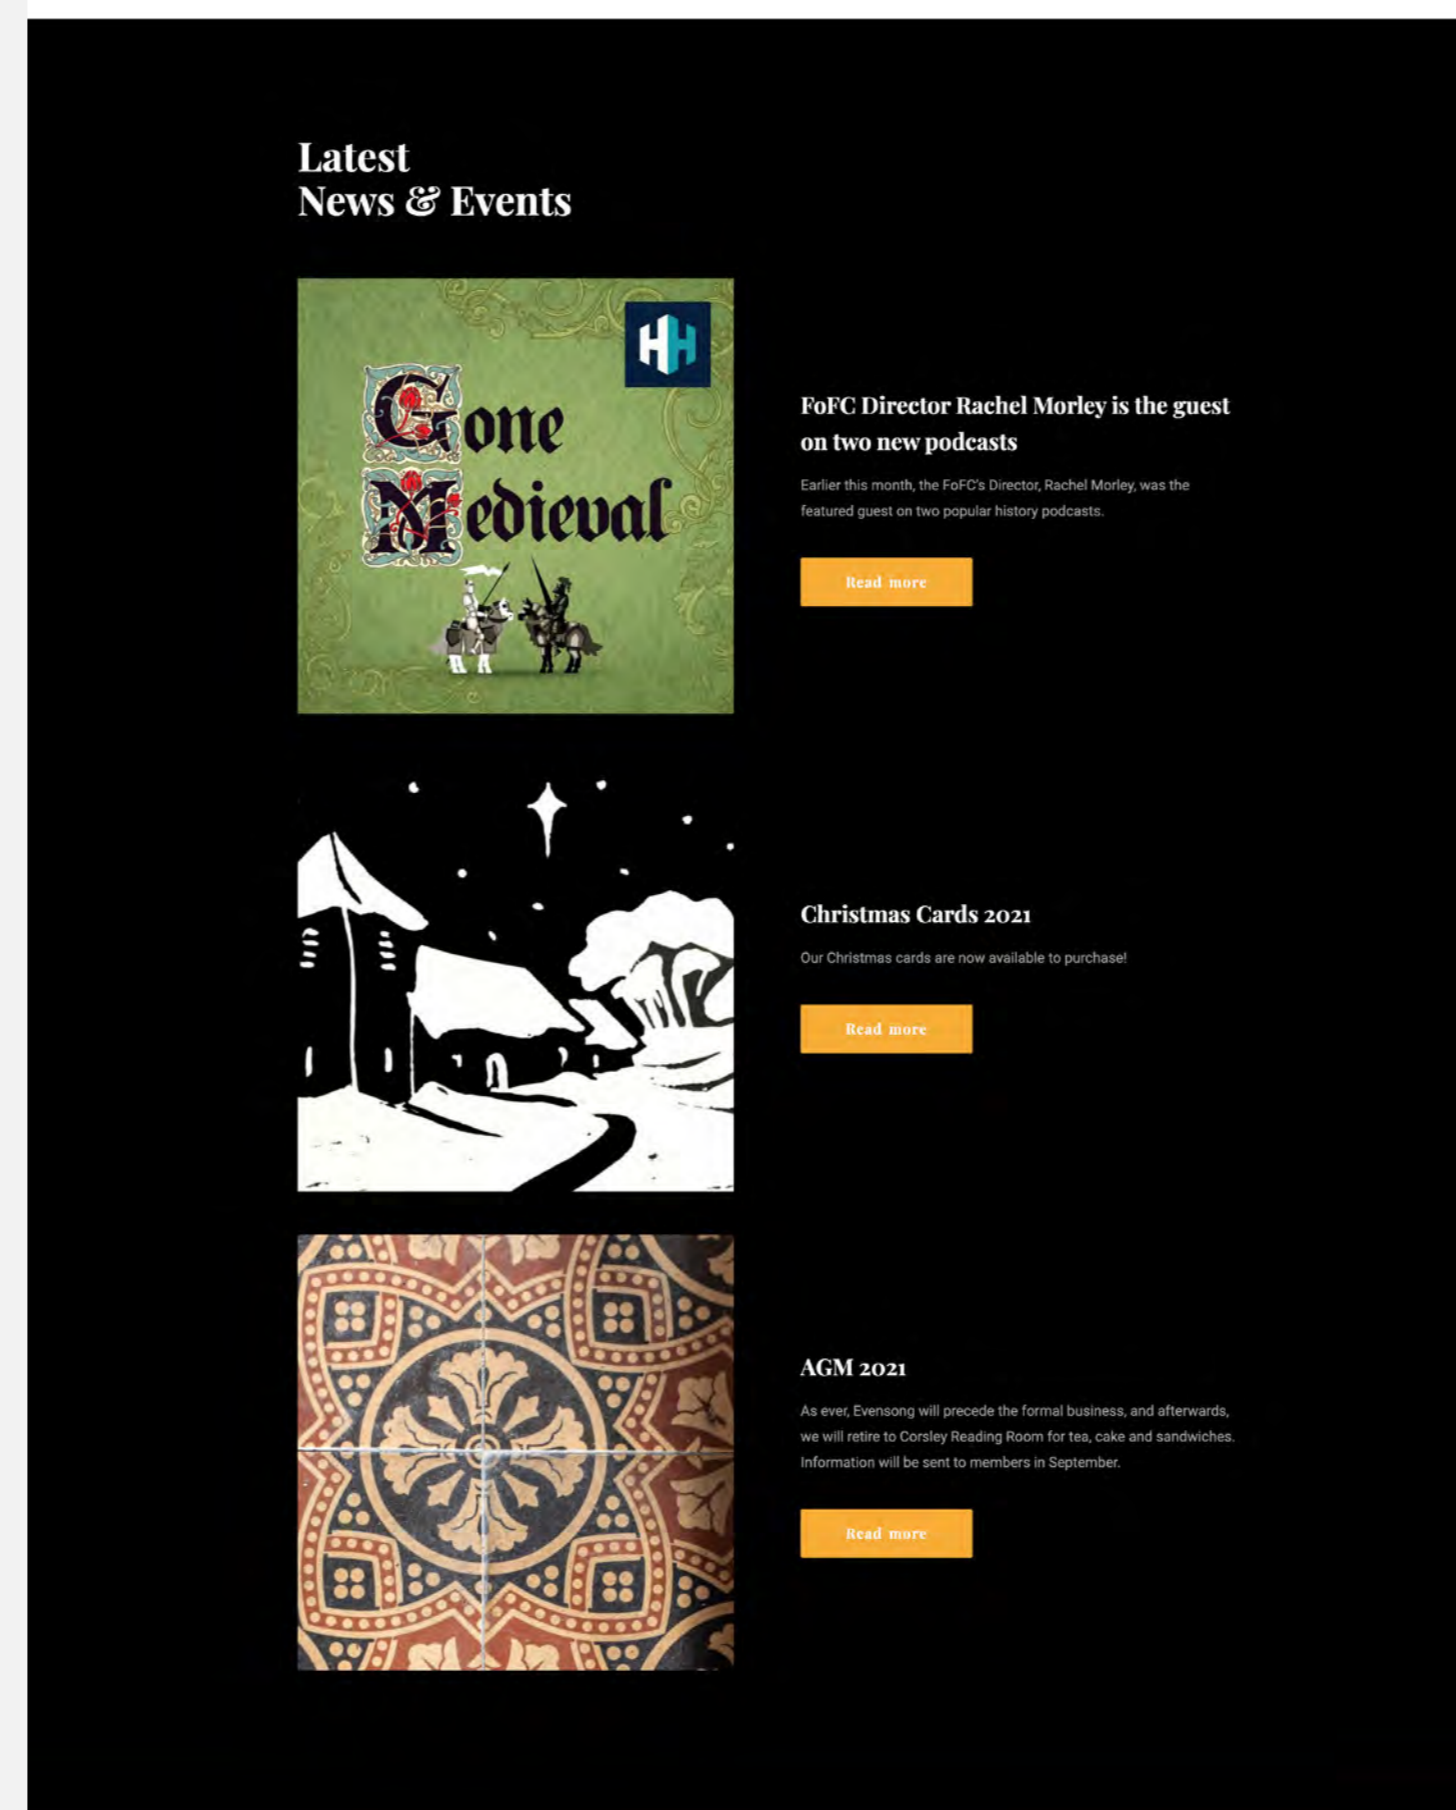 Latest
News & Events
Gone
Medieval
HH
FoFC Director Rachel Morley is the guest
on two new podcasts
Earlier this month, the FoFC's Director, Rachel Morley, was the
featured guest on two popular history podcasts.
Read more
Christmas Cards 2021
Our Christmas cards are now available to purchase!
Read more
AGM 2021
As ever, Evensong will precede the formal business, and afterwards,
we will retire to Corsley Reading Room for tea, cake and sandwiches.
Information will be sent to members in September.
Read more